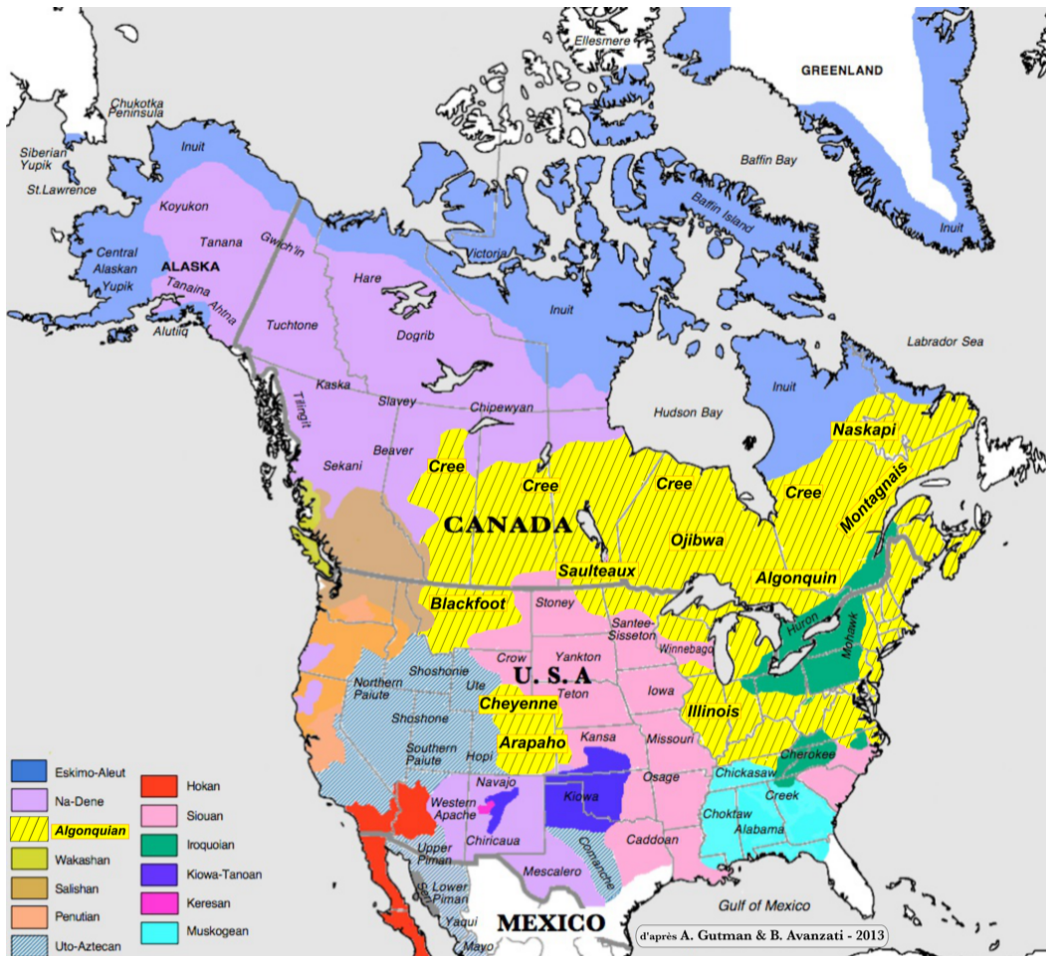 Ellesmere
GREENLAND
Chukotka
Peninsula
Inuit
Siberian
Yupik
St.Lawrence
Baffin Bay
Baffin Island
Koyukon
Tanana
Gwich'in
Victoria
Inuit
Central
Alaskan
Yupik
ALASKA
Tanaina
Ahtna
Hare
Inuit
Alutiiq
Tuchtone
Dogrib
Labrador Sea
Kaska
Slavey
Chipewyan
Hudson Bay
Inuit
Tlingit
Naskapi
Beaver
Sekani
Cree
Cree
Cree
Cree
Montagnais
CANADA
Ojibwa
Saulteaux
Algonquin
Blackfoot
Stoney
Santee-
Sisseton
Huron
Mohawk
Winnebago
Crow
Yankton
Shoshonie
U. S. A
Northern
Paiute
Ute
Teton
Iowa
Cheyenne
Illinois
Shoshone
Arapaho
Kansa
Missouri
Southern
Paiute
Hopi
Cherokee
Chickasaw
Navajo
Osage
Creek
Western
Apache
Kiowa
Choktaw
Alabama
Chiricaua
Caddoan
Upper
Piman
Comanche
Mescalero
Seri
Lower
Piman
Yaqui
Mayo
MEXICO
Gulf of Mexico
d'après A. Gutman & B. Avanzati - 2013
Eskimo-Aleut
Na-Dene
Algonquian
Wakashan
Salishan
Penutian
Uto-Aztecan
Hokan
Siouan
Iroquoian
Kiowa-Tanoan
Keresan
Muskogean